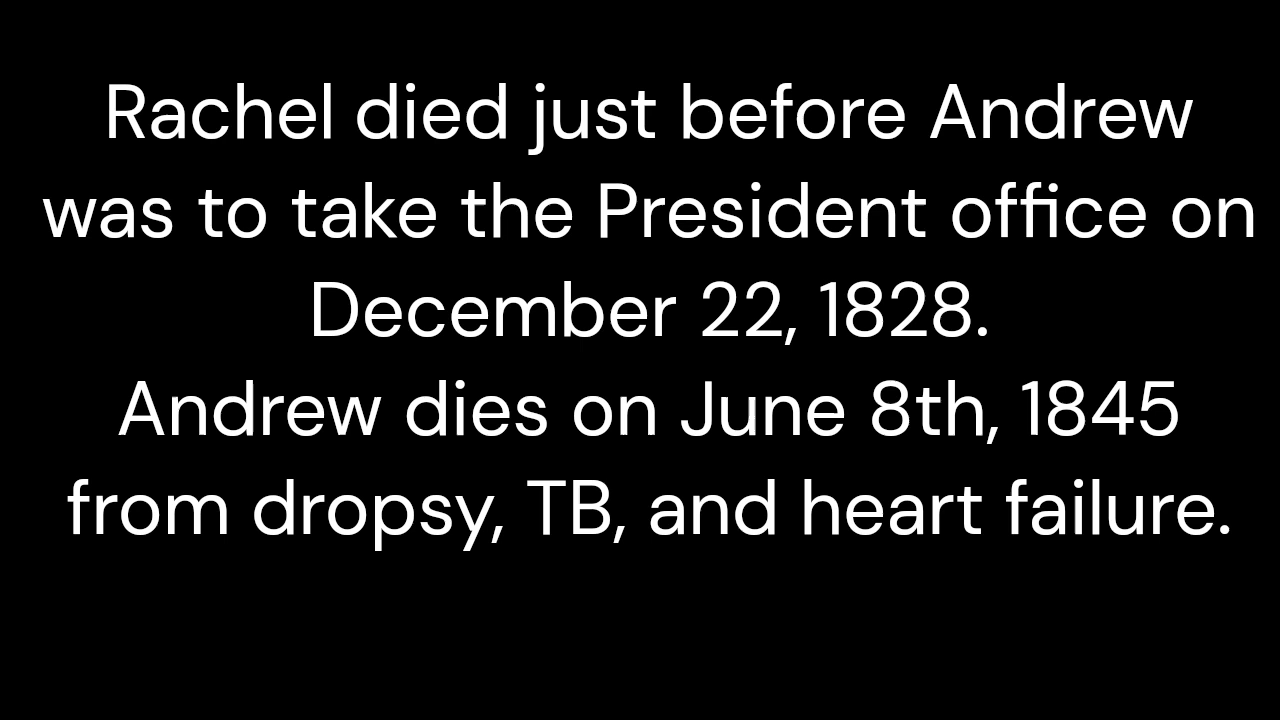 Rachel died just before Andrew
was to take the President office on
December 22, 1828.
Andrew dies on June 8th, 1845
from dropsy, TB, and heart failure.